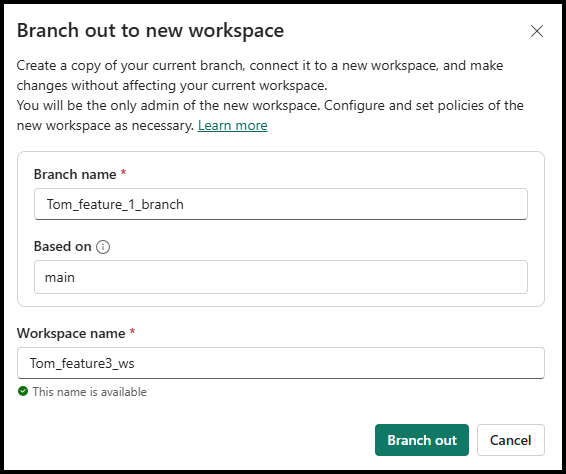 Branch out to new workspace
Create a copy of your current branch, connect it to a new workspace, and make
changes without affecting your current workspace.
You will be the only admin of the new workspace. Configure and set policies of the
new workspace as necessary. Learn more
Branch name *
Tom_feature_1_branch
Based on
main
Workspace name *
Tom_feature3_ws
This name is available
Branch out Cancel